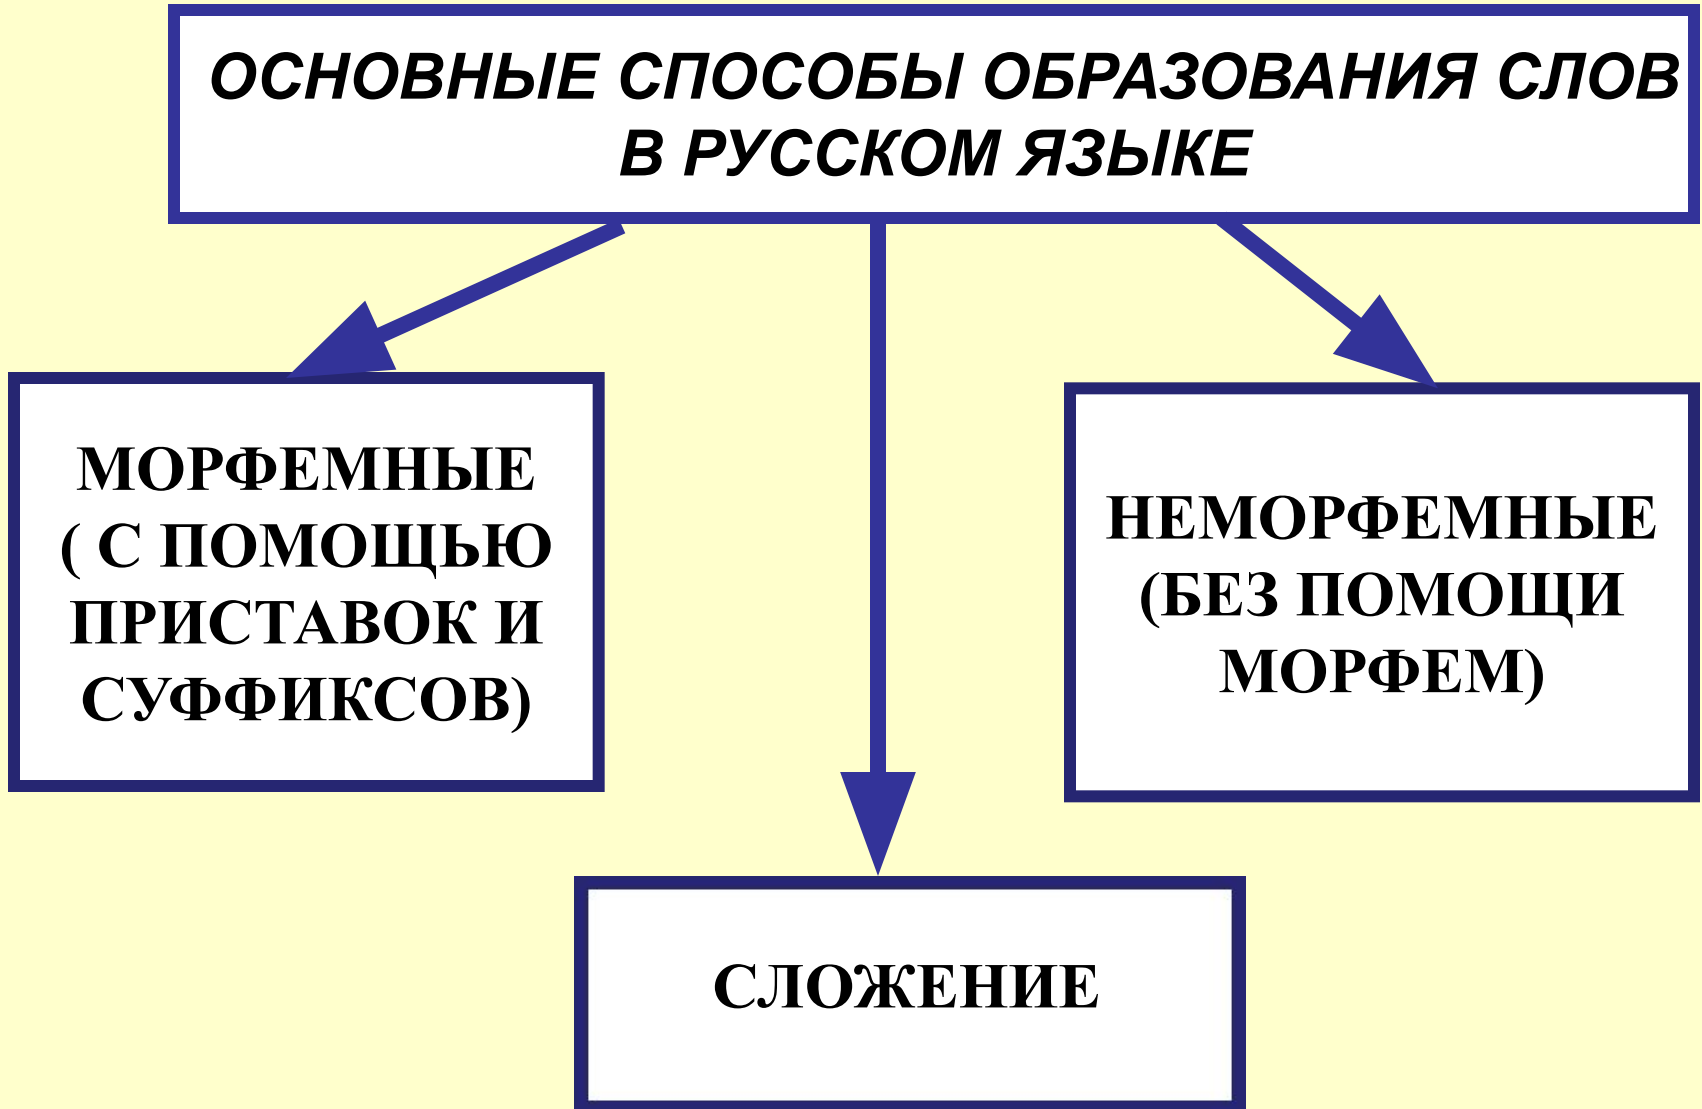 ОСНОВНЫЕ СПОСОБЫ ОБРАЗОВАНИЯ СЛОВ
В РУССКОМ ЯЗЫКЕ
МОРФЕМНЫЕ
( С ПОМОЩЬЮ
ПРИСТАВОК И
СУФФИКСОВ)
НЕМОРФЕМНЫЕ
(БЕЗ ПОМОЩИ
МОРФЕМ)
СЛОЖЕНИЕ